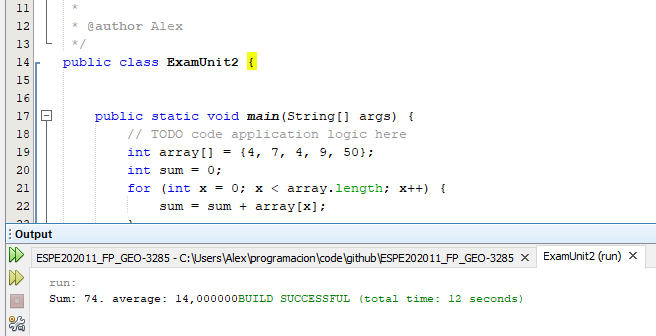 11 *
12 * @author Alex
13 */
14 public class ExamUnit2 {
15
16
17 public static void main(String[] args) {
18 // TODO code application logic here
19 int array[] = {4, 7, 4, 9, 50};
20 int sum = 0;
21 for (int x = 0; x < array.length; x++) {
22 sum = sum + array[x];
Output
ESPE202011_FP_GEO-3285 - C:\Users\Alex\programacion\code\github\ESPE202011_FP_GEO-3285 × ExamUnit2 (run) ×
run:
Sum: 74. average: 14,000000BUILD SUCCESSFUL (total time: 12 seconds)